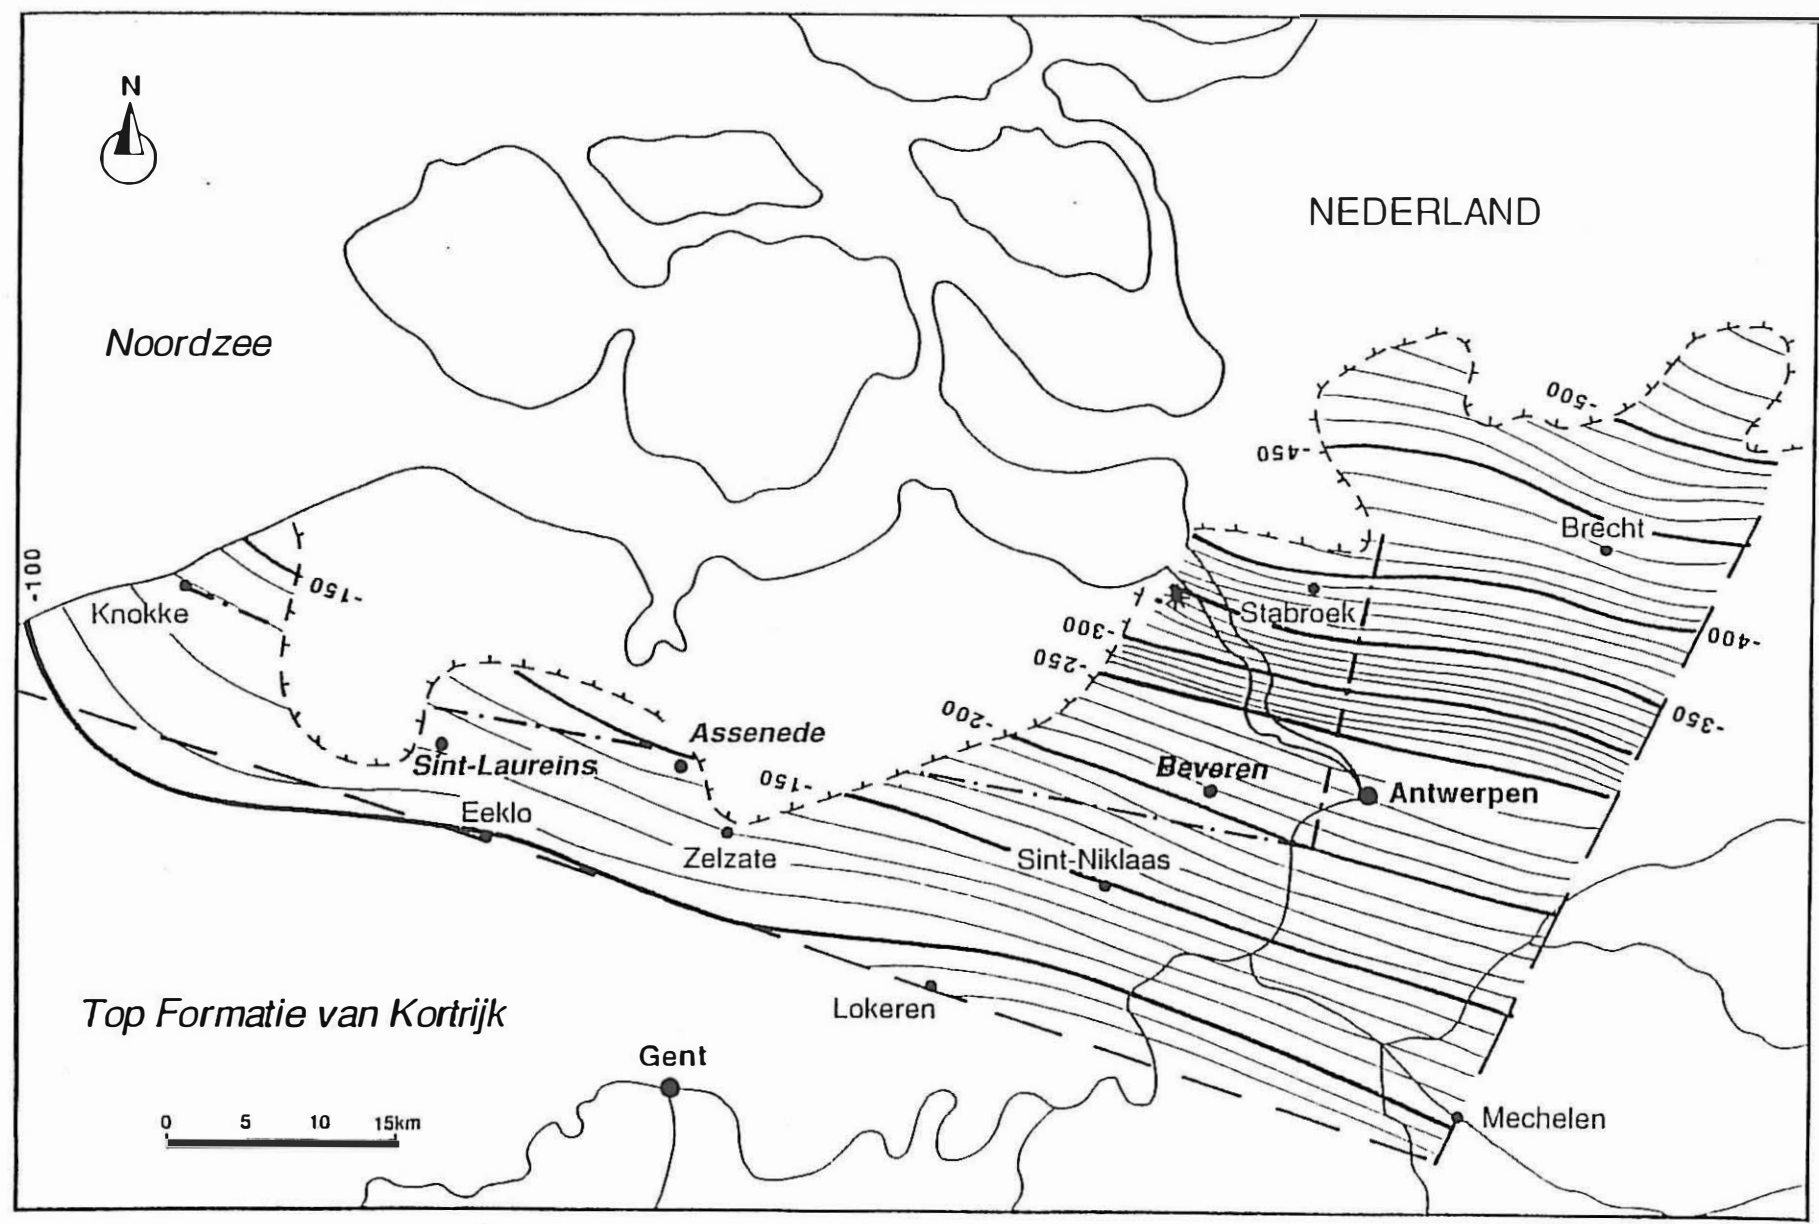 N
NEDERLAND
Noordzee
-500
-450
Brecht
-100
Knokke
-150
Stabroek
-300
-400
-250
-200
-350
Assenede
Sint-Laureins
-150
Beveren
Antwerpen
Eeklo
Zelzate
Sint-Niklaas
Lokeren
Top Formatie van Kortrijk
Gent
Mechelen
0 5 10 15km